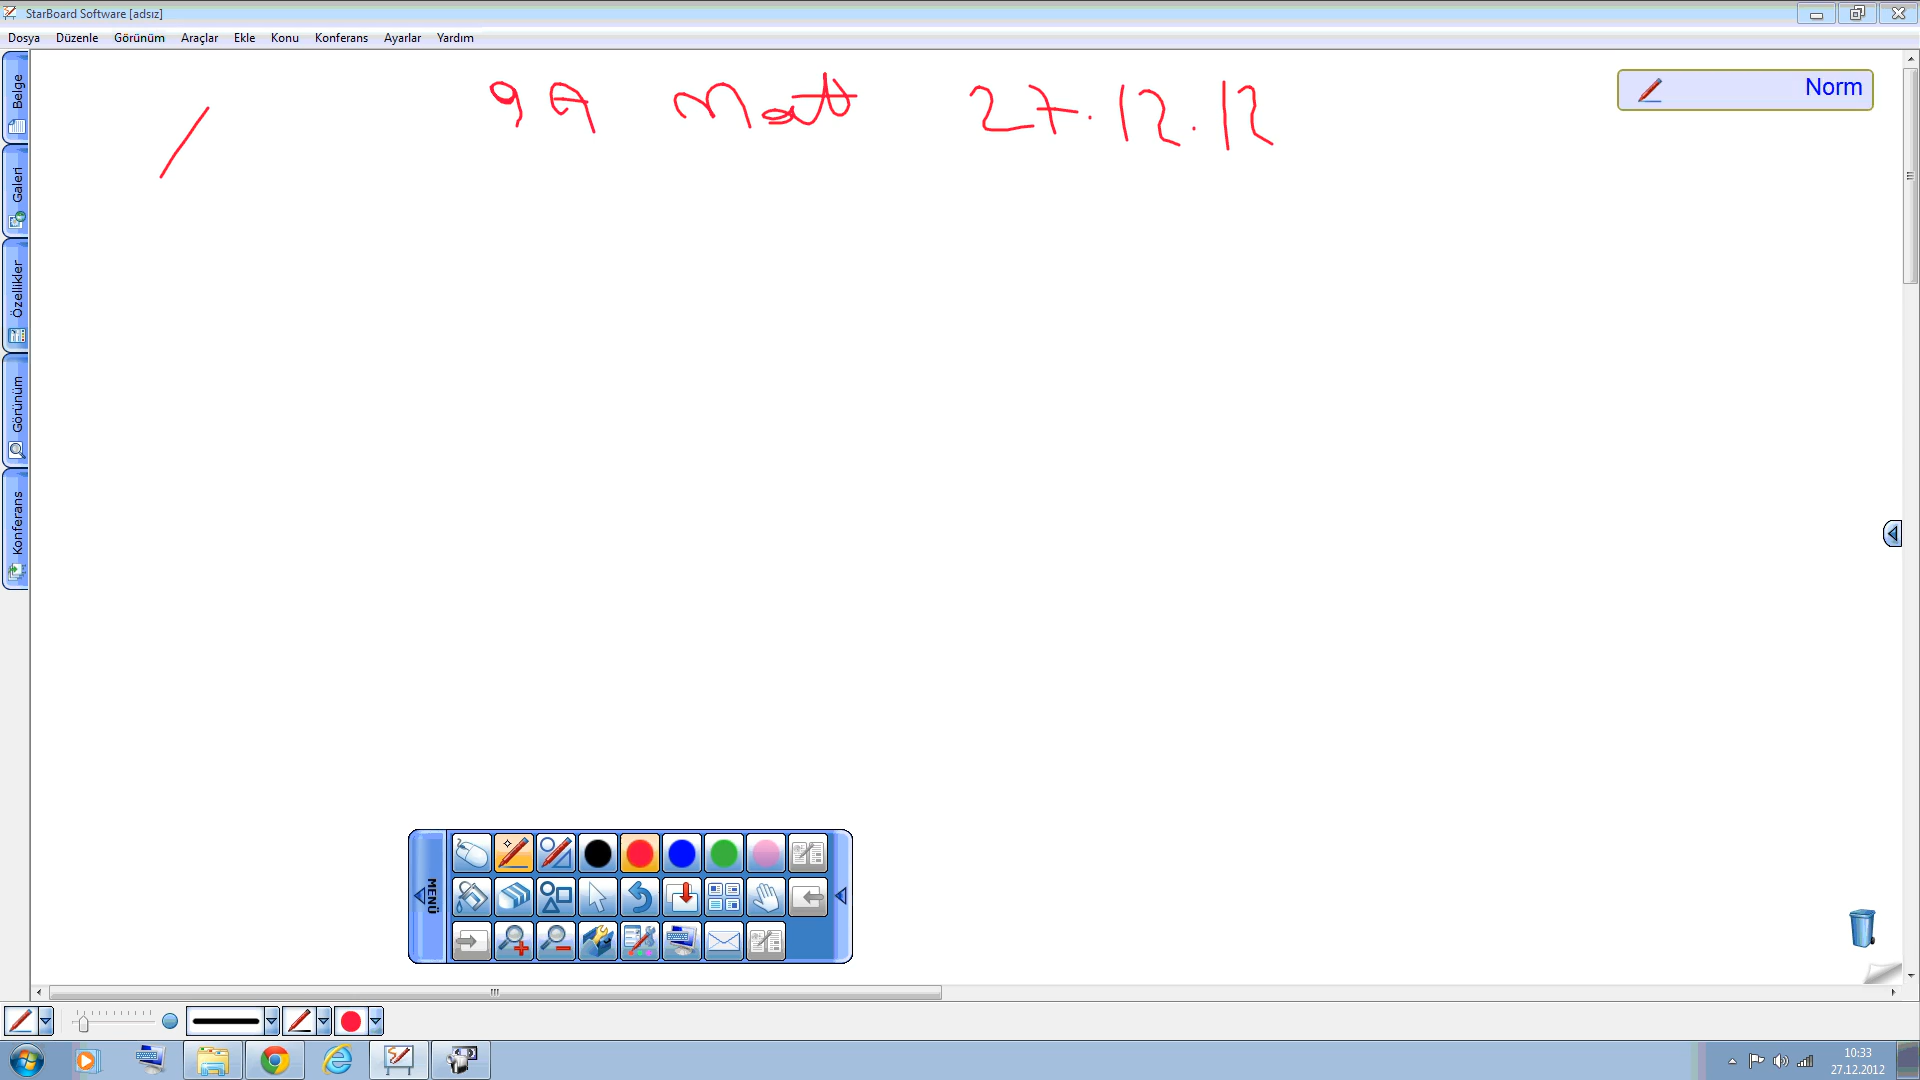 StarBoard Software [adsız]
Dosya Düzenle Görünüm Araçlar Ekle Konu Konferans Ayarlar Yardım
Belge
Galeri
Özellikler
Görünüm
Konferans
9A Mat 27.12.12
Norm
MENÜ
10:33
27.12.2012